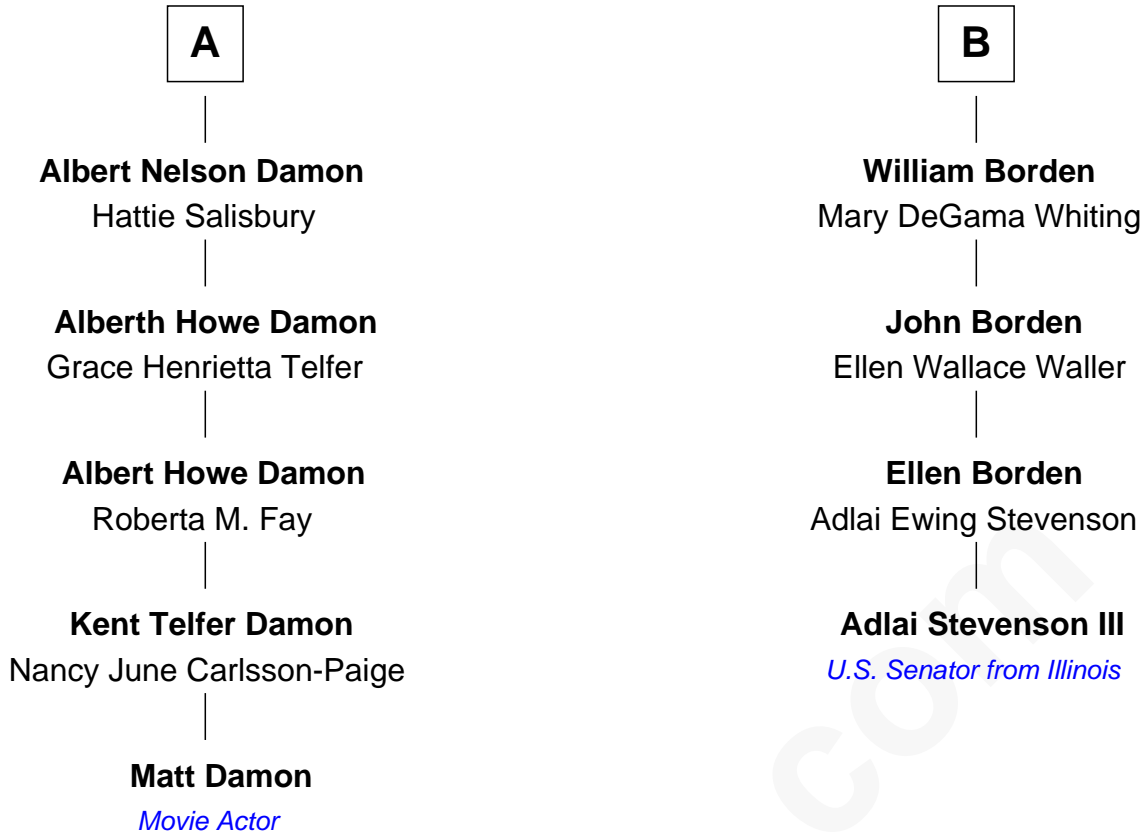 A
Albert Nelson Damon
Hattie Salisbury
Alberth Howe Damon
Grace Henrietta Telfer
Albert Howe Damon
Roberta M. Fay
Kent Telfer Damon
Nancy June Carlsson-Paige
Matt Damon
Movie Actor
B
William Borden
Mary DeGama Whiting
John Borden
Ellen Wallace Waller
Ellen Borden
Adlai Ewing Stevenson
Adlai Stevenson III
U.S. Senator from Illinois
com